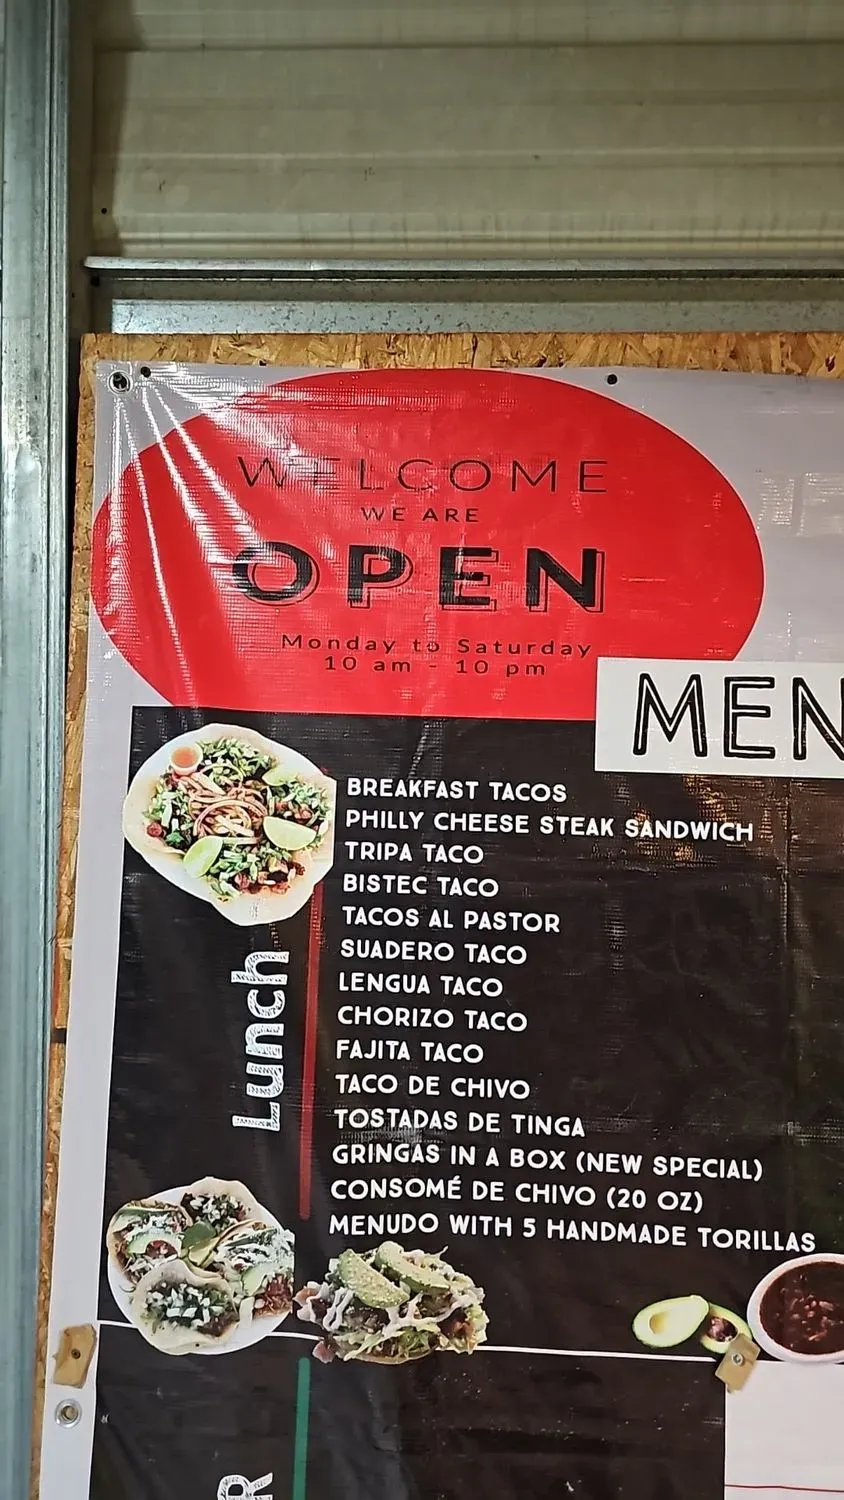 WELCOME
WE ARE
OPEN
Monday to Saturday
10 am - 10 pm
MEN
BREAKFAST TACOS
PHILLY CHEESE STEAK SANDWICH
TRIPA TACO
BISTEC TACO
TACOS AL PASTOR
SUADERO TACO
LENGUA TACO
CHORIZO TACO
FAJITA TACO
TACO DE CHIVO
TOSTADAS DE TINGA
GRINGAS IN A BOX (NEW SPECIAL)
CONSOMÉ DE CHIVO (20 OZ)
MENUDO WITH 5 HANDMADE TORILLAS
Lunch